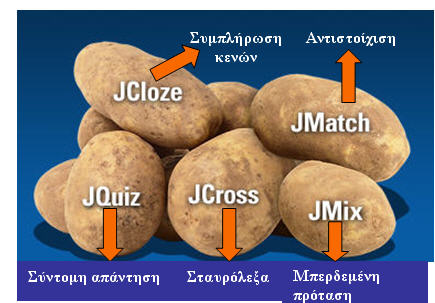 Συμπλήρωση
κενών
Αντιστοίχιση
JCloze
JMatch
JQuiz
JCross
JMix
Σύντομη απάντηση
Σταυρόλεξα
Μπερδεμένη
πρόταση